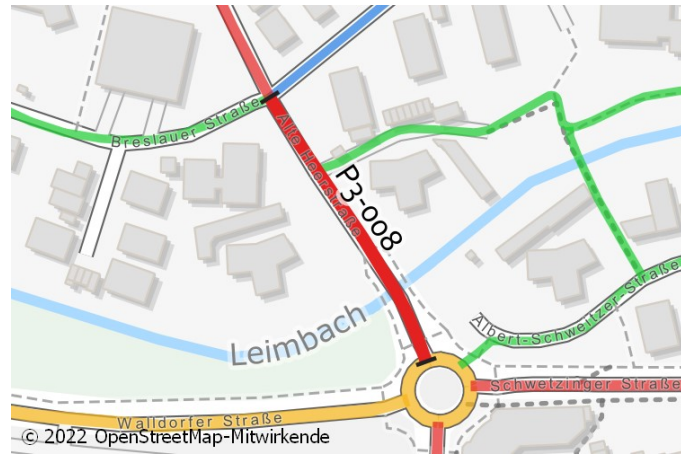 Breslauer Straße
Alte Heerstraße
P3-008
Leimbach
Albert-Schweitzer-Straße
Schwetzinger Straße
Walldorfer Straße
© 2022 OpenStreetMap-Mitwirkende